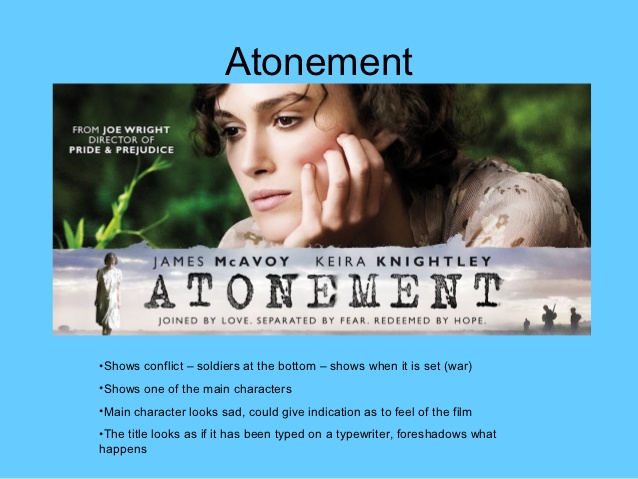 Atonement
FROM JOE WRIGHT
DIRECTOR OF
PRIDE & PREJUDICE
JAMES McAVOY KEIRA KNIGHTLEY
ATONEMENT
JOINED BY LOVE. SEPARATED BY FEAR. REDEEMED BY HOPE.
•Shows conflict – soldiers at the bottom – shows when it is set (war)
•Shows one of the main characters
•Main character looks sad, could give indication as to feel of the film
•The title looks as if it has been typed on a typewriter, foreshadows what
happens